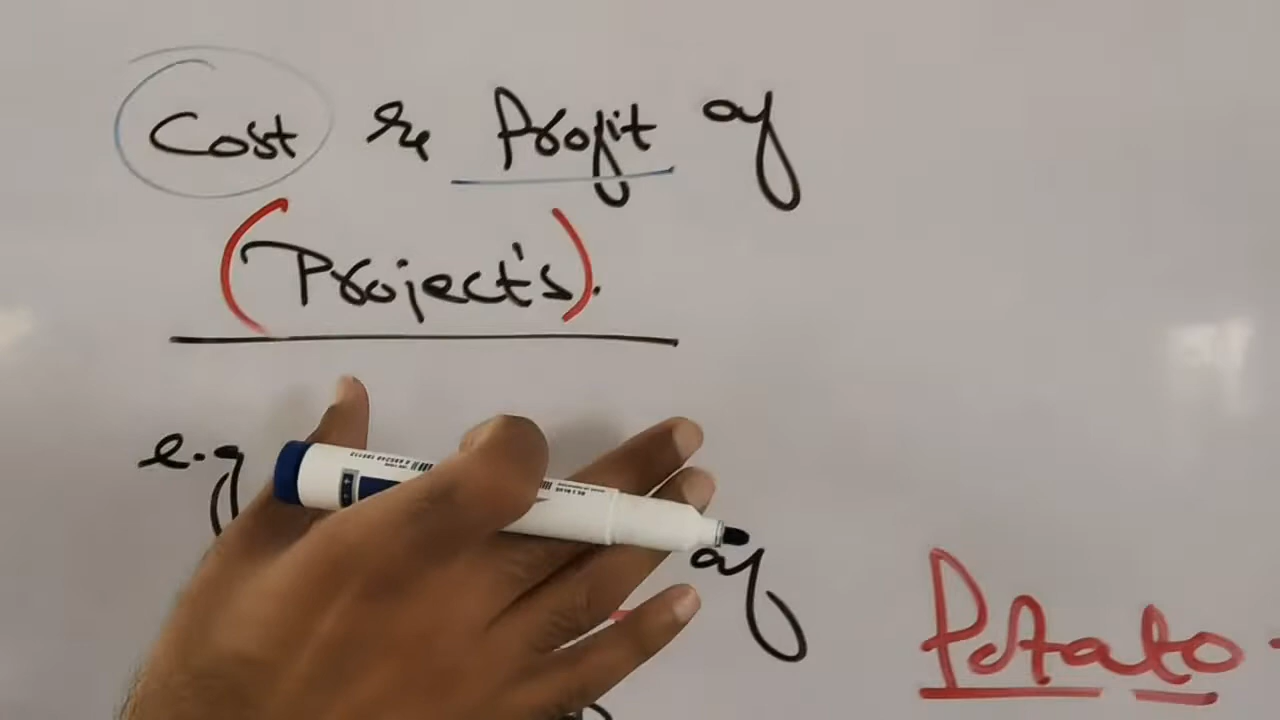 Cost & Profit of
(Project's).
e.g
of
Potato